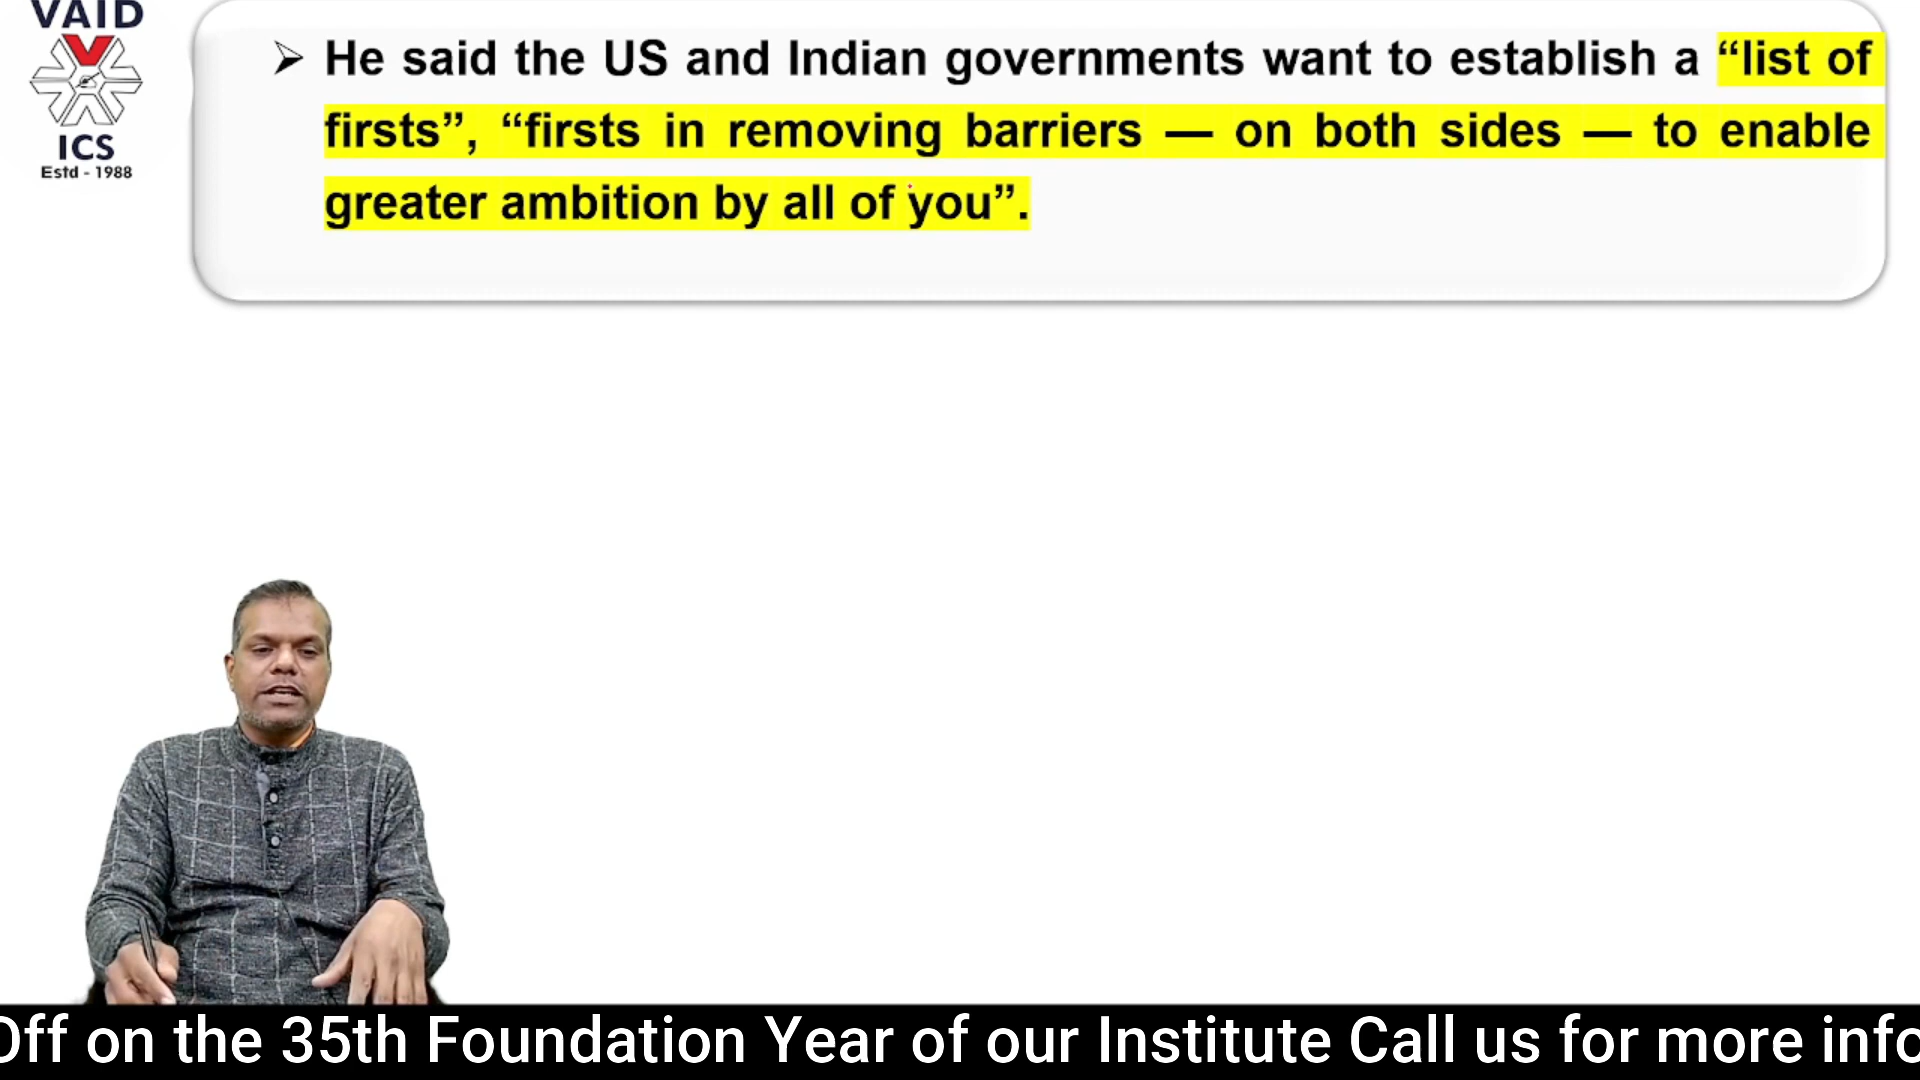 VAID
ICS
Estd - 1988
➢ He said the US and Indian governments want to establish a “list of
firsts”, “firsts in removing barriers — on both sides — to enable
greater ambition by all of you”.
Off on the 35th Foundation Year of our Institute Call us for more info